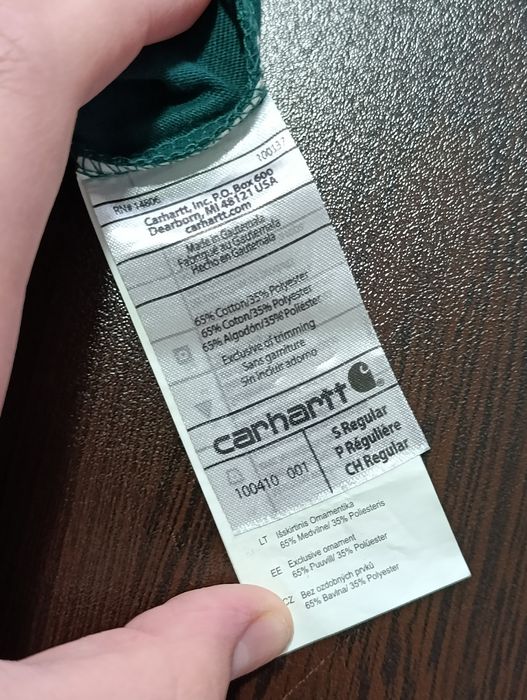 RN# 14806
Carhartt, Inc. P.O. Box 600
Dearborn, MI 48121 USA
carhartt.com
Made in Guatemala
Fabriqué au Guatemala
Hecho en Guatemala
65% Cotton/35% Polyester
65% Coton/35% Polyester
65% Algodón/35% Poliéster
Exclusive of trimming
Sans garniture
Sin incluir adorno
carhartt
100410 001
S Regular
P Régulière
CH Regular
LT Išskirtinis Ornamentika
65% Medvilnė/ 35% Poliesteris
EE Exclusive ornament
65% Puuvill/ 35% Polüester
CZ Bez ozdobných prvků
65% Bavlna/ 35% Polyester